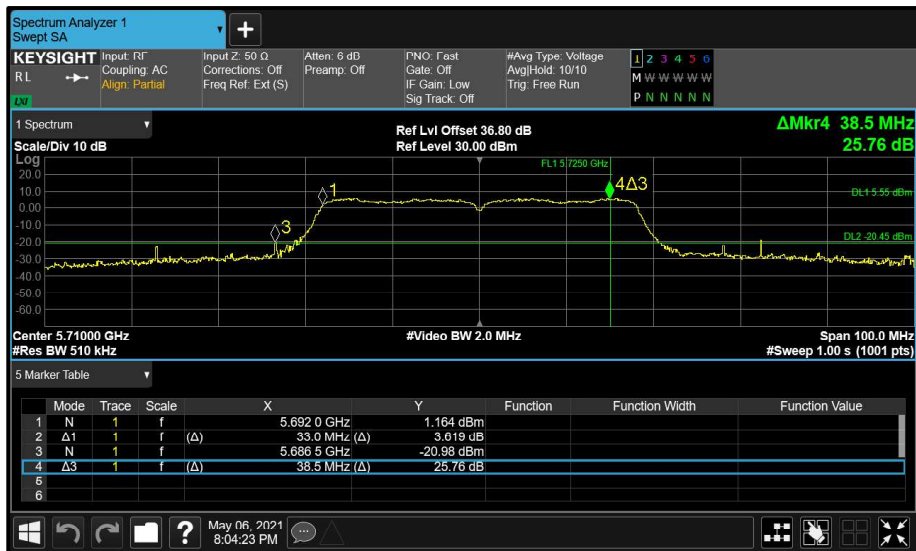 Spectrum Analyzer 1
Swept SA
+
KEYSIGHT Input: RF Input Z: 50 Ω Atten: 6 dB PNO: Fast #Avg Type: Voltage 1 2 3 4 5 6
RL Coupling: AC Corrections: Off Preamp: Off Gate: Off Avg|Hold: 10/10 M W W W W W
Align: Partial Freq Ref: Ext (S) IF Gain: Low Trig: Free Run
LXI Sig Track: Off P N N N N N
1 Spectrum Ref Lvl Offset 36.80 dB ΔMkr4 38.5 MHz
Scale/Div 10 dB Ref Level 30.00 dBm 25.76 dB
Log
FL1 5.7250 GHz
20.0
4Δ3
10.0 1 DL1 5.55 dBm
0.00
-10.0
3
-20.0 DL2 -20.45 dBm
-30.0
-40.0
-50.0
-60.0
Center 5.71000 GHz #Video BW 2.0 MHz Span 100.0 MHz
#Res BW 510 kHz #Sweep 1.00 s (1001 pts)
5 Marker Table
Mode Trace Scale X Y Function Function Width Function Value
1 N 1 f 5.692 0 GHz 1.164 dBm
2 Δ1 1 f (Δ) 33.0 MHz (Δ) 3.619 dB
3 N 1 f 5.686 5 GHz -20.98 dBm
4 Δ3 1 f (Δ) 38.5 MHz (Δ) 25.76 dB
5
6
? May 06, 2021
8:04:23 PM